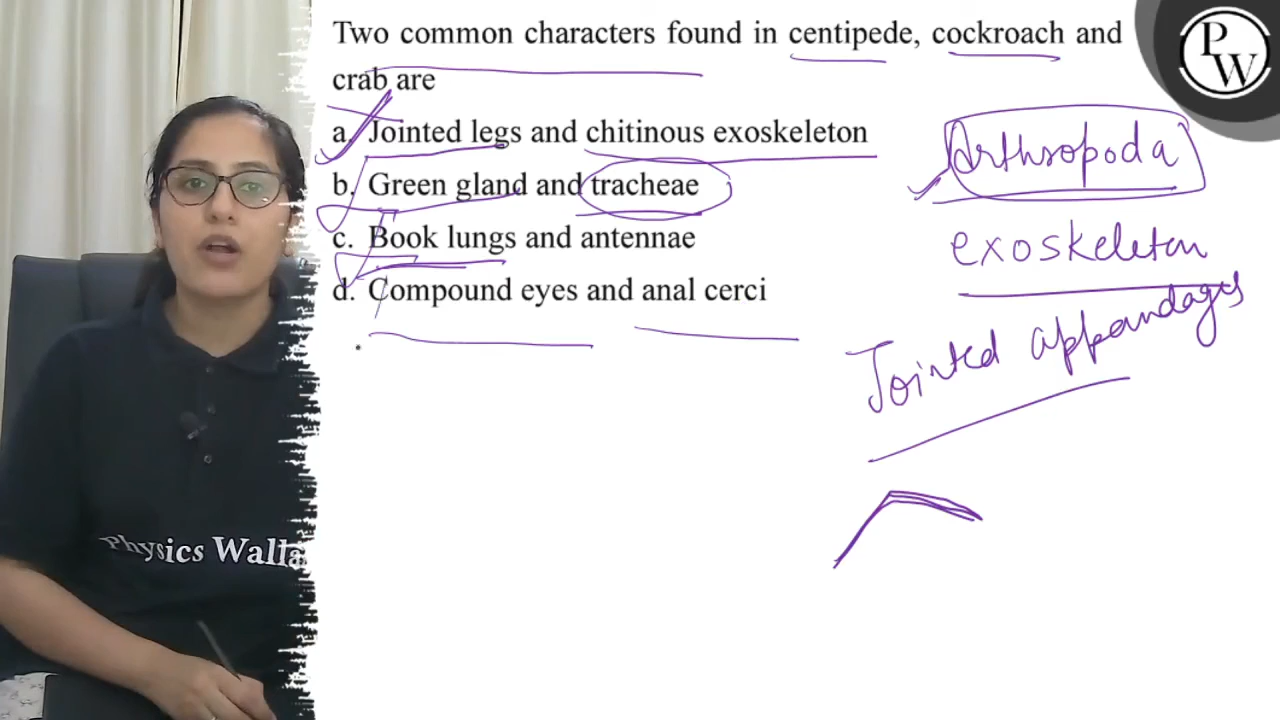 Two common characters found in centipede, cockroach and
crab are
a. Jointed legs and chitinous exoskeleton
b. Green gland and tracheae
c. Book lungs and antennae
d. Compound eyes and anal cerci
PW
Arthropoda
exoskeleton
Jointed appendages
Physics Walla